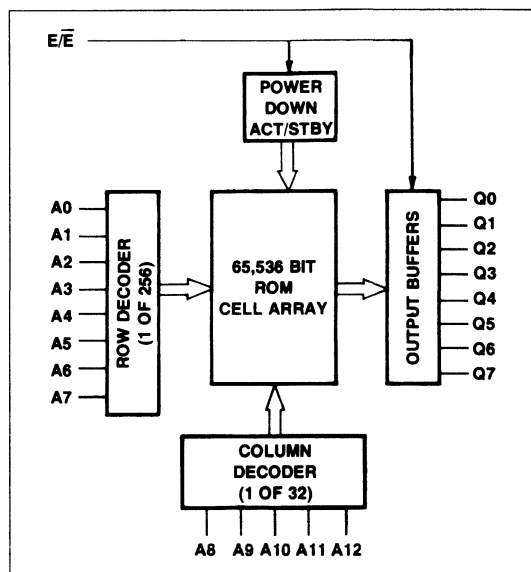 E/E̅
POWER
DOWN
ACT/STBY
A0
A1
A2
A3
A4
A5
A6
A7
ROW DECODER
(1 OF 256)
65,536 BIT
ROM
CELL ARRAY
OUTPUT BUFFERS
Q0
Q1
Q2
Q3
Q4
Q5
Q6
Q7
COLUMN
DECODER
(1 OF 32)
A8 A9 A10 A11 A12